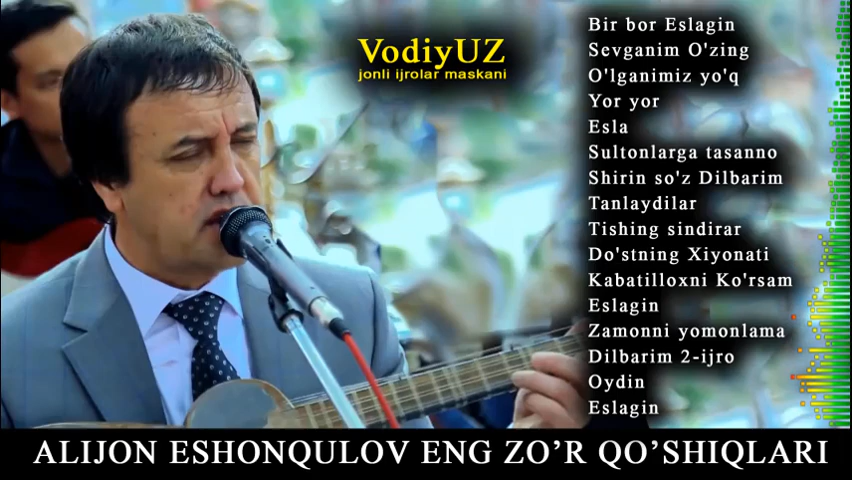 VodiyUZ
jonli ijrolar maskani
Bir bor Eslagin
Sevganim O'zing
O'lganimiz yo'q
Yor yor
Esla
Sultonlarga tasanno
Shirin so'z Dilbarim
Tanlaydilar
Tishing sindirar
Do'stning Xiyonati
Kabatilloxni Ko'rsam
Eslagin
Zamonni yomonlama
Dilbarim 2-ijro
Oydin
Eslagin
ALIJON ESHONQULOV ENG ZO’R QO’SHIQLARI